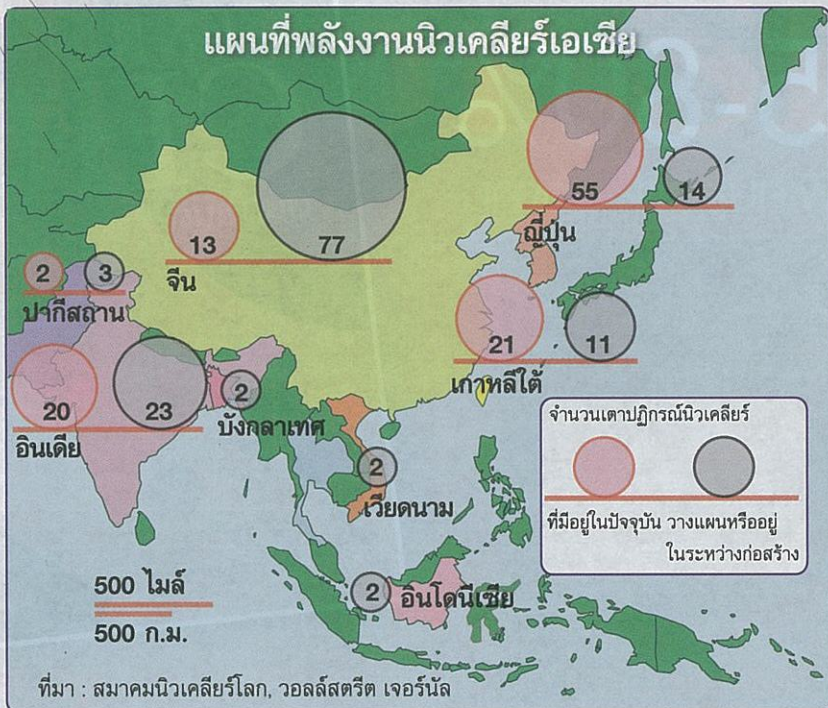 แผนที่พลังงานนิวเคลียร์เอเชีย
55
14
ญี่ปุ่น
13
77
จีน
2
3
ปากีสถาน
21
11
เกาหลีใต้
20
23
อินเดีย
2
บังกลาเทศ
2
เวียดนาม
2
อินโดนีเซีย
จำนวนเตาปฏิกรณ์นิวเคลียร์
ที่มีอยู่ในปัจจุบัน วางแผนหรืออยู่
ในระหว่างก่อสร้าง
500 ไมล์
500 ก.ม.
ที่มา : สมาคมนิวเคลียร์โลก, วอลล์สตรีต เจอร์นัล